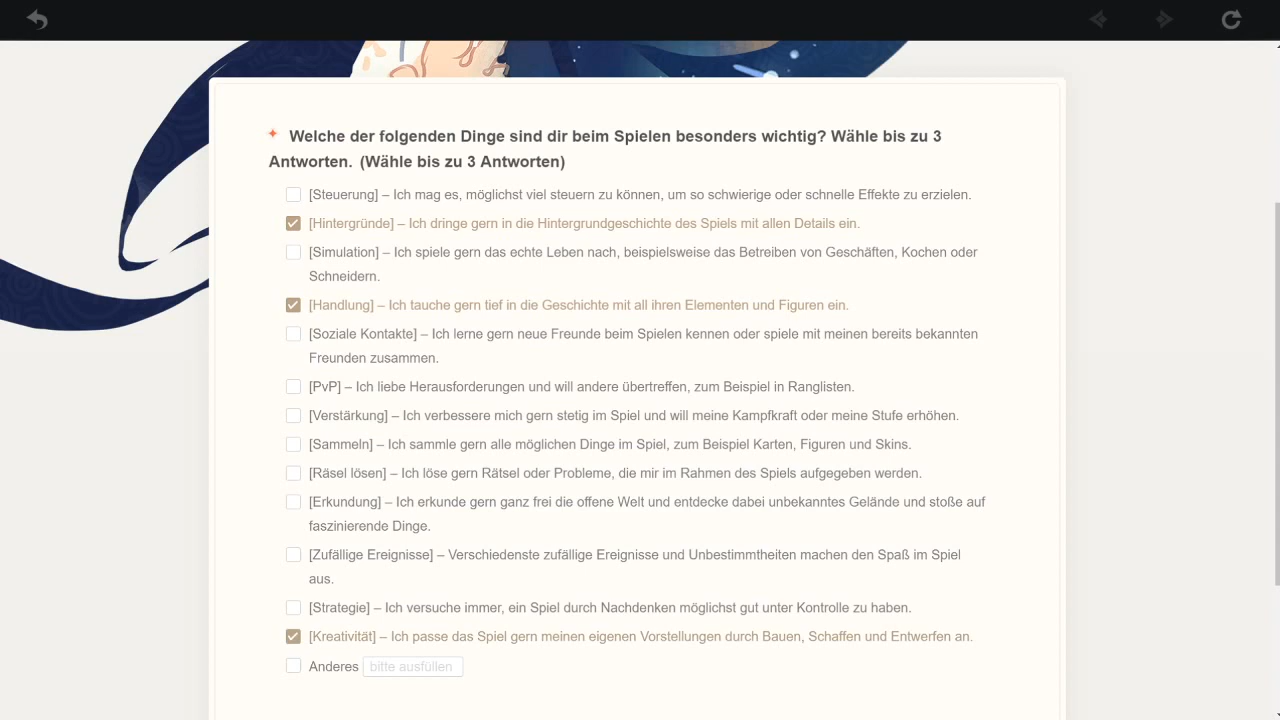 Welche der folgenden Dinge sind dir beim Spielen besonders wichtig? Wähle bis zu 3
Antworten. (Wähle bis zu 3 Antworten)
[Steuerung] – Ich mag es, möglichst viel steuern zu können, um so schwierige oder schnelle Effekte zu erzielen.
[Hintergründe] – Ich dringe gern in die Hintergrundgeschichte des Spiels mit allen Details ein.
[Simulation] – Ich spiele gern das echte Leben nach, beispielsweise das Betreiben von Geschäften, Kochen oder
Schneidern.
[Handlung] – Ich tauche gern tief in die Geschichte mit all ihren Elementen und Figuren ein.
[Soziale Kontakte] – Ich lerne gern neue Freunde beim Spielen kennen oder spiele mit meinen bereits bekannten
Freunden zusammen.
[PvP] – Ich liebe Herausforderungen und will andere übertreffen, zum Beispiel in Ranglisten.
[Verstärkung] – Ich verbessere mich gern stetig im Spiel und will meine Kampfkraft oder meine Stufe erhöhen.
[Sammeln] – Ich sammle gern alle möglichen Dinge im Spiel, zum Beispiel Karten, Figuren und Skins.
[Räsel lösen] – Ich löse gern Rätsel oder Probleme, die mir im Rahmen des Spiels aufgegeben werden.
[Erkundung] – Ich erkunde gern ganz frei die offene Welt und entdecke dabei unbekanntes Gelände und stoße auf
faszinierende Dinge.
[Zufällige Ereignisse] – Verschiedenste zufällige Ereignisse und Unbestimmtheiten machen den Spaß im Spiel
aus.
[Strategie] – Ich versuche immer, ein Spiel durch Nachdenken möglichst gut unter Kontrolle zu haben.
[Kreativität] – Ich passe das Spiel gern meinen eigenen Vorstellungen durch Bauen, Schaffen und Entwerfen an.
Anderes bitte ausfüllen